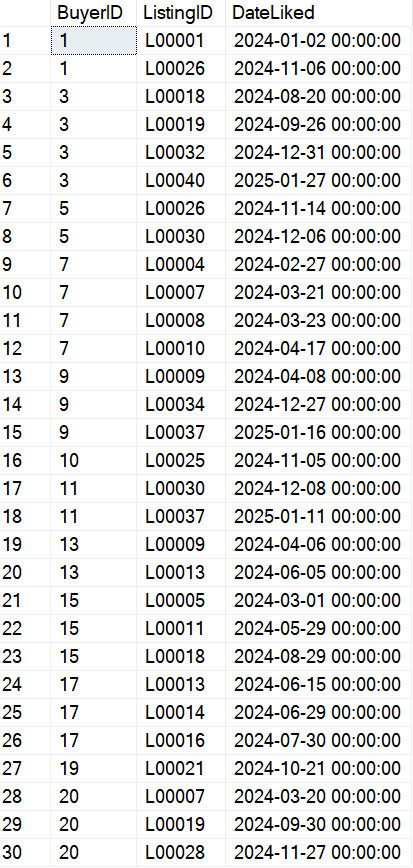 BuyerID ListingID DateLiked
1 1 L00001 2024-01-02 00:00:00
2 1 L00026 2024-11-06 00:00:00
3 3 L00018 2024-08-20 00:00:00
4 3 L00019 2024-09-26 00:00:00
5 3 L00032 2024-12-31 00:00:00
6 3 L00040 2025-01-27 00:00:00
7 5 L00026 2024-11-14 00:00:00
8 5 L00030 2024-12-06 00:00:00
9 7 L00004 2024-02-27 00:00:00
10 7 L00007 2024-03-21 00:00:00
11 7 L00008 2024-03-23 00:00:00
12 7 L00010 2024-04-17 00:00:00
13 9 L00009 2024-04-08 00:00:00
14 9 L00034 2024-12-27 00:00:00
15 9 L00037 2025-01-16 00:00:00
16 10 L00025 2024-11-05 00:00:00
17 11 L00030 2024-12-08 00:00:00
18 11 L00037 2025-01-11 00:00:00
19 13 L00009 2024-04-06 00:00:00
20 13 L00013 2024-06-05 00:00:00
21 15 L00005 2024-03-01 00:00:00
22 15 L00011 2024-05-29 00:00:00
23 15 L00018 2024-08-29 00:00:00
24 17 L00013 2024-06-15 00:00:00
25 17 L00014 2024-06-29 00:00:00
26 17 L00016 2024-07-30 00:00:00
27 19 L00021 2024-10-21 00:00:00
28 20 L00007 2024-03-20 00:00:00
29 20 L00019 2024-09-30 00:00:00
30 20 L00028 2024-11-27 00:00:00